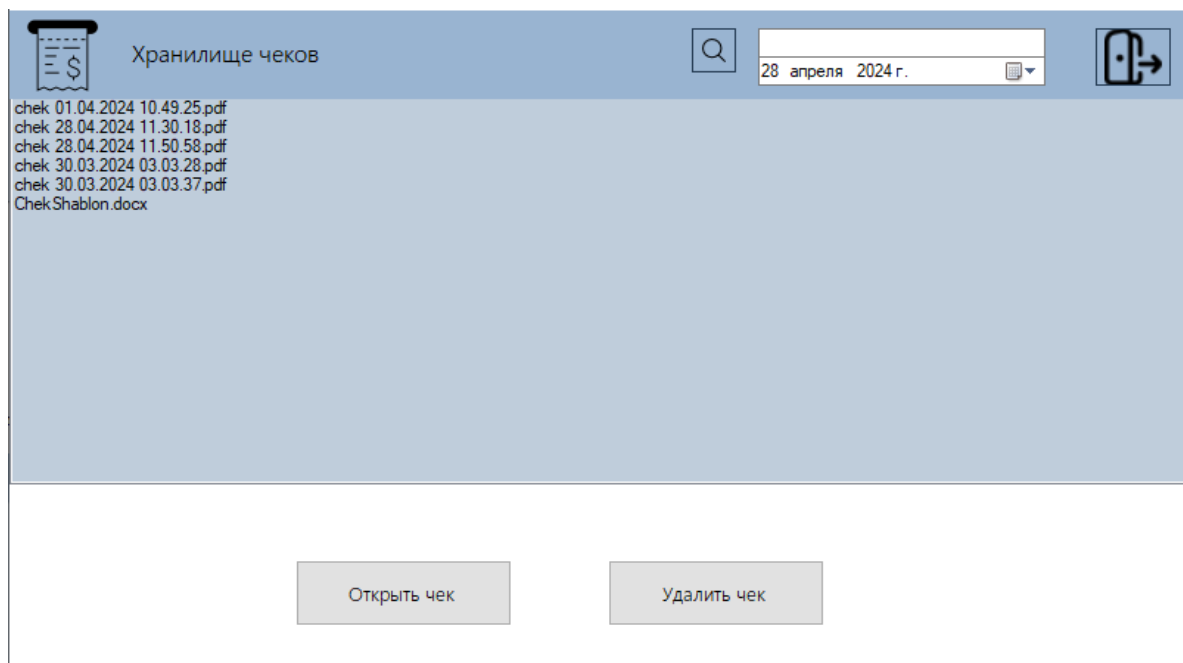 Хранилище чеков
28 апреля 2024 г.
chek 01.04.2024 10.49.25.pdf
chek 28.04.2024 11.30.18.pdf
chek 28.04.2024 11.50.58.pdf
chek 30.03.2024 03.03.28.pdf
chek 30.03.2024 03.03.37.pdf
ChekShablon.docx
Открыть чек
Удалить чек